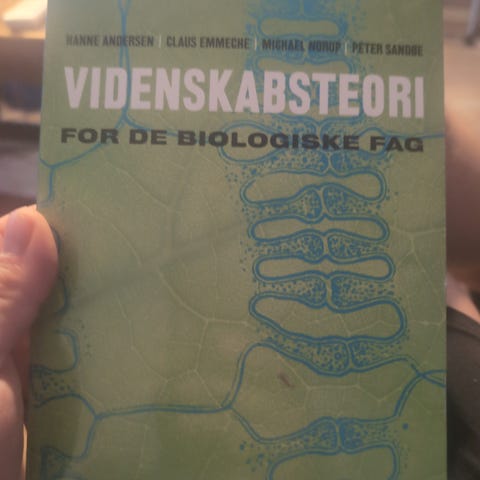 HANNE ANDERSEN | CLAUS EMMECHE | MICHAEL NORUP | PETER SANDØE
VIDENSKABSTEORI
FOR DE BIOLOGISKE FAG